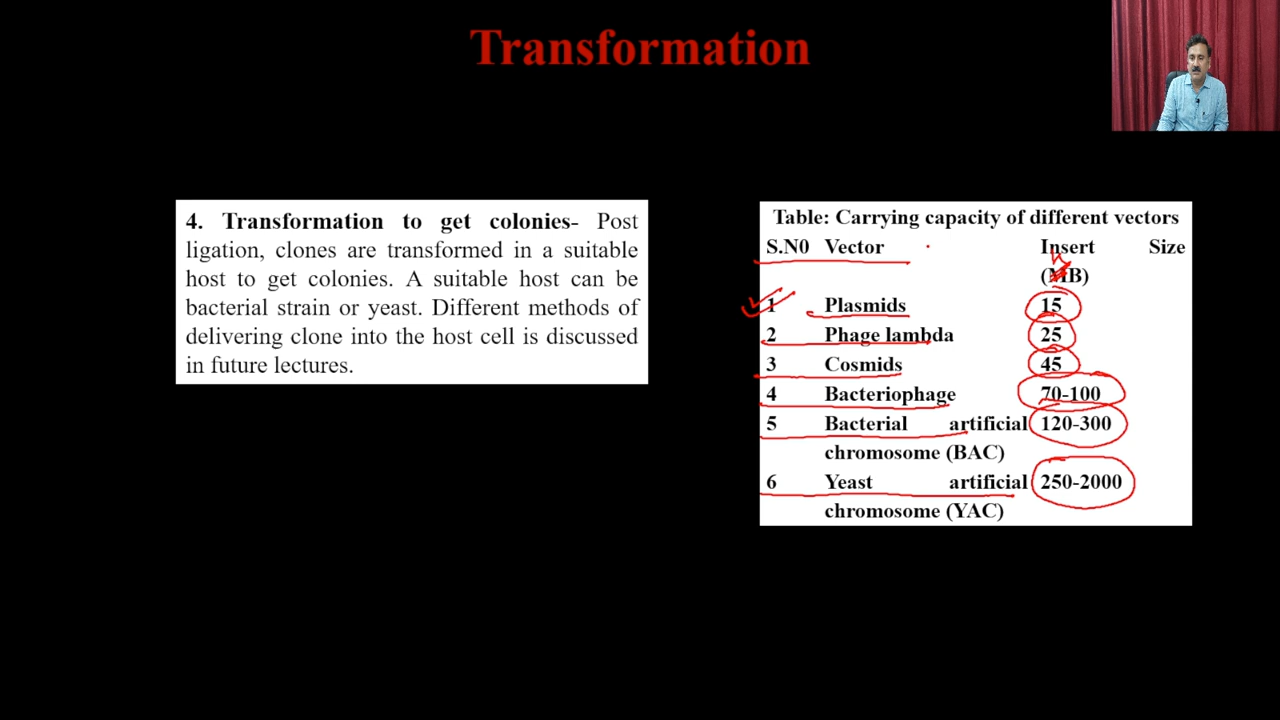 Transformation
4. Transformation to get colonies- Post
ligation, clones are transformed in a suitable
host to get colonies. A suitable host can be
bacterial strain or yeast. Different methods of
delivering clone into the host cell is discussed
in future lectures.
Table: Carrying capacity of different vectors
S.N0 Vector Insert Size
(MB)
K
1 Plasmids 15
2 Phage lambda 25
3 Cosmids 45
4 Bacteriophage 70-100
5 Bacterial artificial 120-300
chromosome (BAC)
6 Yeast artificial 250-2000
chromosome (YAC)